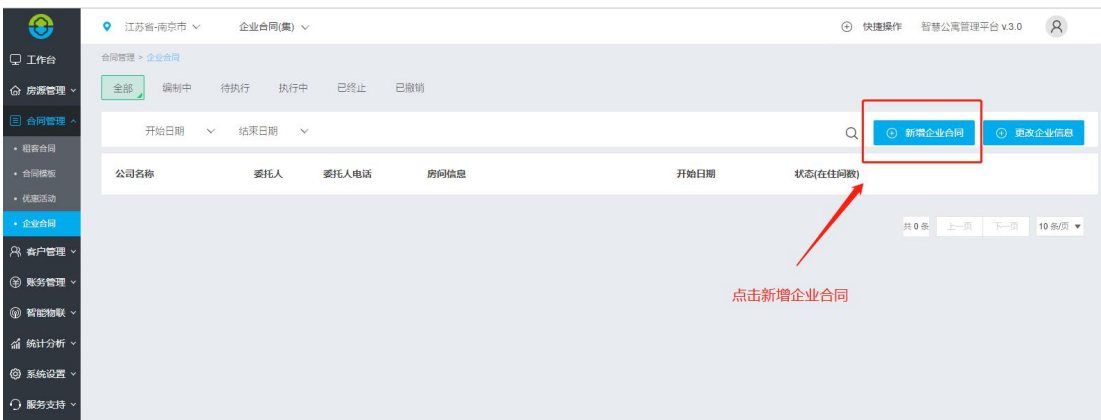 江苏省-南京市
企业合同(集)
快捷操作
智慧公寓管理平台 v.3.0
工作台
房源管理
合同管理
租客合同
合同模板
优惠活动
企业合同
客户管理
账务管理
智能物联
统计分析
系统设置
服务支持
合同管理 > 企业合同
全部 编制中 待执行 执行中 已终止 已撤销
开始日期 结束日期 新增企业合同 更改企业信息
公司名称 委托人 委托人电话 房间信息 开始日期 状态(在住间数)
共 0 条 上一页 下一页 10 条/页
点击新增企业合同